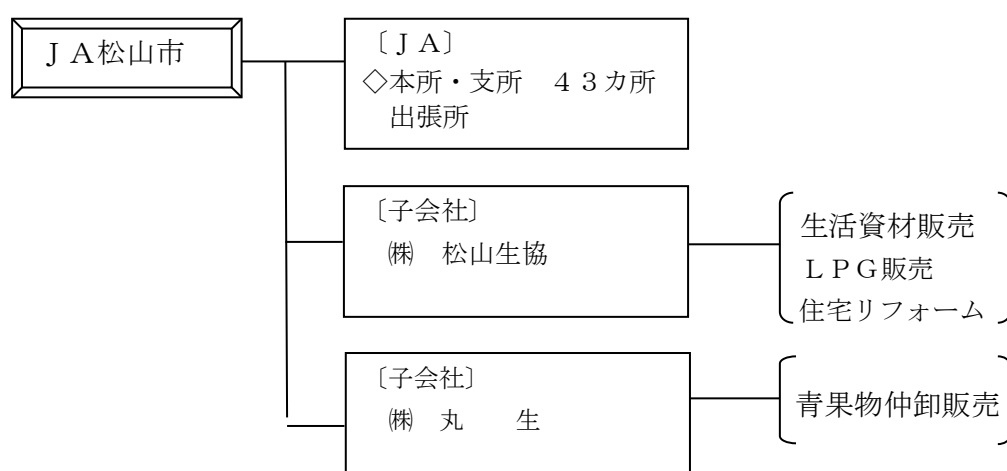 ＪＡ松山市
〔ＪＡ〕
◇本所・支所　４３カ所
出張所
〔子会社〕
㈱　松山生協
生活資材販売
ＬＰＧ販売
住宅リフォーム
〔子会社〕
㈱　丸　　生
青果物仲卸販売